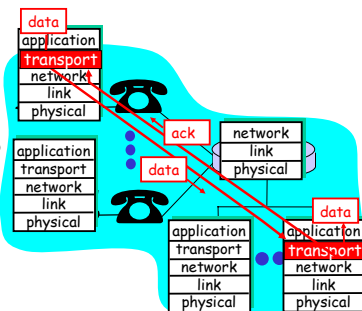 data
application
transport
network
link
physical
ack
network
link
physical
application
transport
network
link
physical
data
data
application
transport
network
link
physical
application
transport
network
link
physical